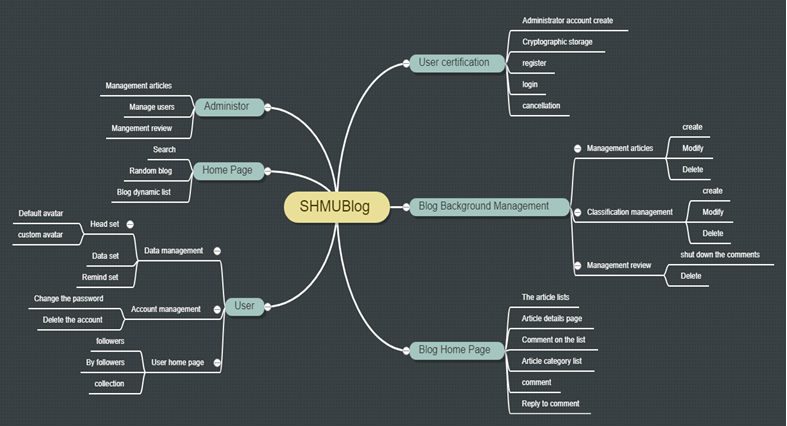 SHMUBlog
User certification
Administrator account create
Cryptographic storage
register
login
cancellation
Blog Background Management
Management articles
create
Modify
Delete
Classification management
create
Modify
Delete
Management review
shut down the comments
Delete
Blog Home Page
The article lists
Article details page
Comment on the list
Article category list
comment
Reply to comment
Administor
Management articles
Manage users
Mangement review
Home Page
Search
Random blog
Blog dynamic list
User
Data management
Head set
Default avatar
custom avatar
Data set
Remind set
Account management
Change the password
Delete the account
User home page
followers
By followers
collection